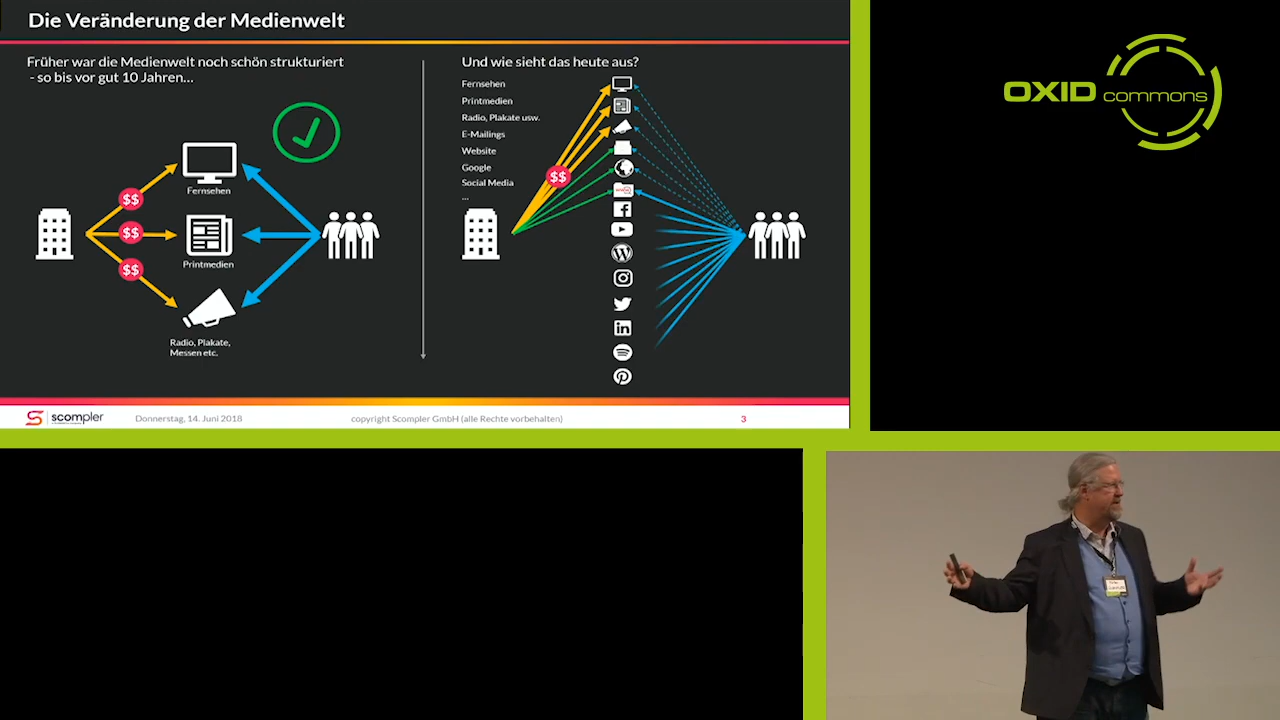 Die Veränderung der Medienwelt
Früher war die Medienwelt noch schön strukturiert
- so bis vor gut 10 Jahren...
$$
$$
$$
Fernsehen
Printmedien
Radio, Plakate,
Messen etc.
Und wie sieht das heute aus?
Fernsehen
Printmedien
Radio, Plakate usw.
E-Mailings
Website
Google
Social Media
...
$$
scompler
Donnerstag, 14. Juni 2018
copyright Scompler GmbH (alle Rechte vorbehalten)
3
OXID commons